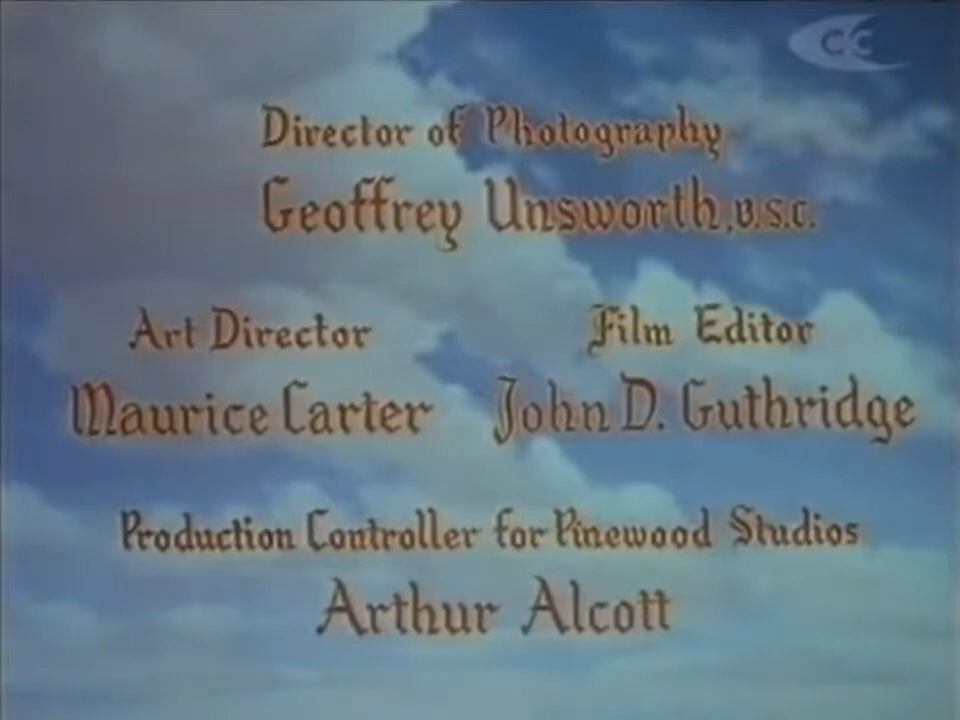 CC
Director of Photography
Geoffrey Unsworth, B.S.C.
Art Director
Film Editor
Maurice Carter
John D. Guthridge
Production Controller for Pinewood Studios
Arthur Alcott